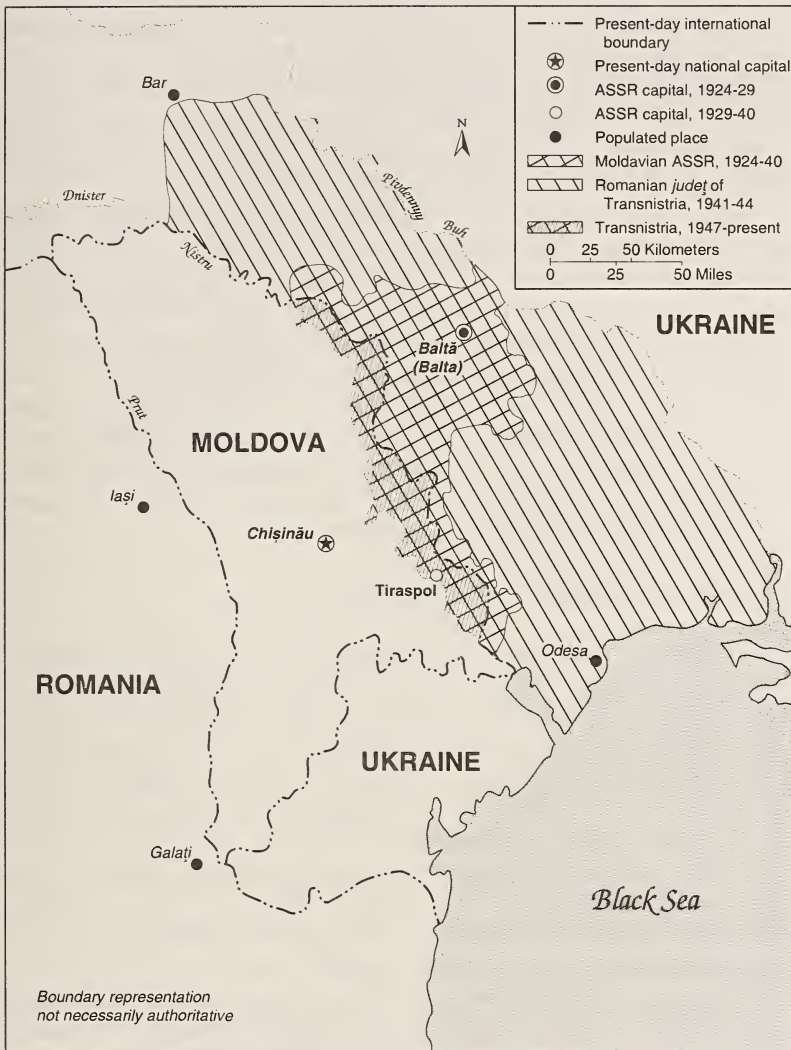 Present-day international
boundary
Present-day national capital
ASSR capital, 1924-29
ASSR capital, 1929-40
Populated place
Moldavian ASSR, 1924-40
Romanian județ of
Transnistria, 1941-44
Transnistria, 1947-present
0 25 50 Kilometers
0 25 50 Miles
Bar
N
Dnister
Pivdennyy
Buh
Nistru
UKRAINE
Baltă
(Balta)
Prut
MOLDOVA
Iași
Chișinău
Tiraspol
Odesa
ROMANIA
UKRAINE
Galați
Black Sea
Boundary representation
not necessarily authoritative